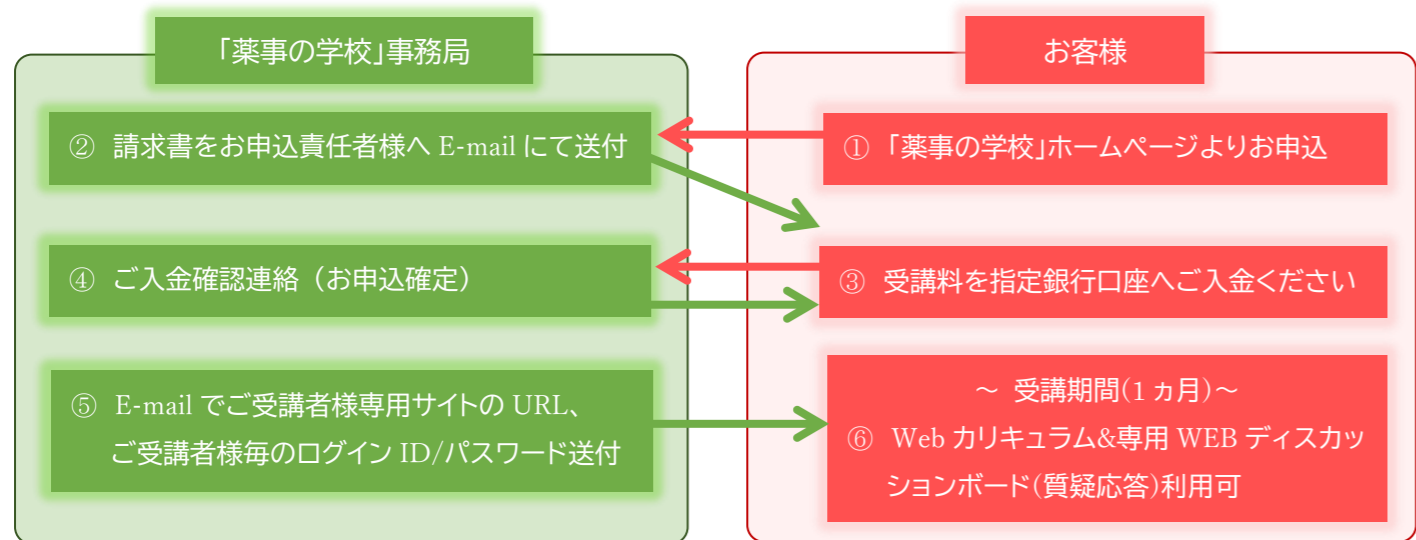 「薬事の学校」事務局
② 請求書をお申込責任者様へ E-mail にて送付
④ ご入金確認連絡（お申込確定）
⑤ E-mail でご受講者様専用サイトの URL、
ご受講者様毎のログイン ID/パスワード送付
お客様
① 「薬事の学校」ホームページよりお申込
③ 受講料を指定銀行口座へご入金ください
～ 受講期間(1 ヵ月)～
⑥ Web カリキュラム&専用 WEB ディスカッ
ションボード(質疑応答)利用可